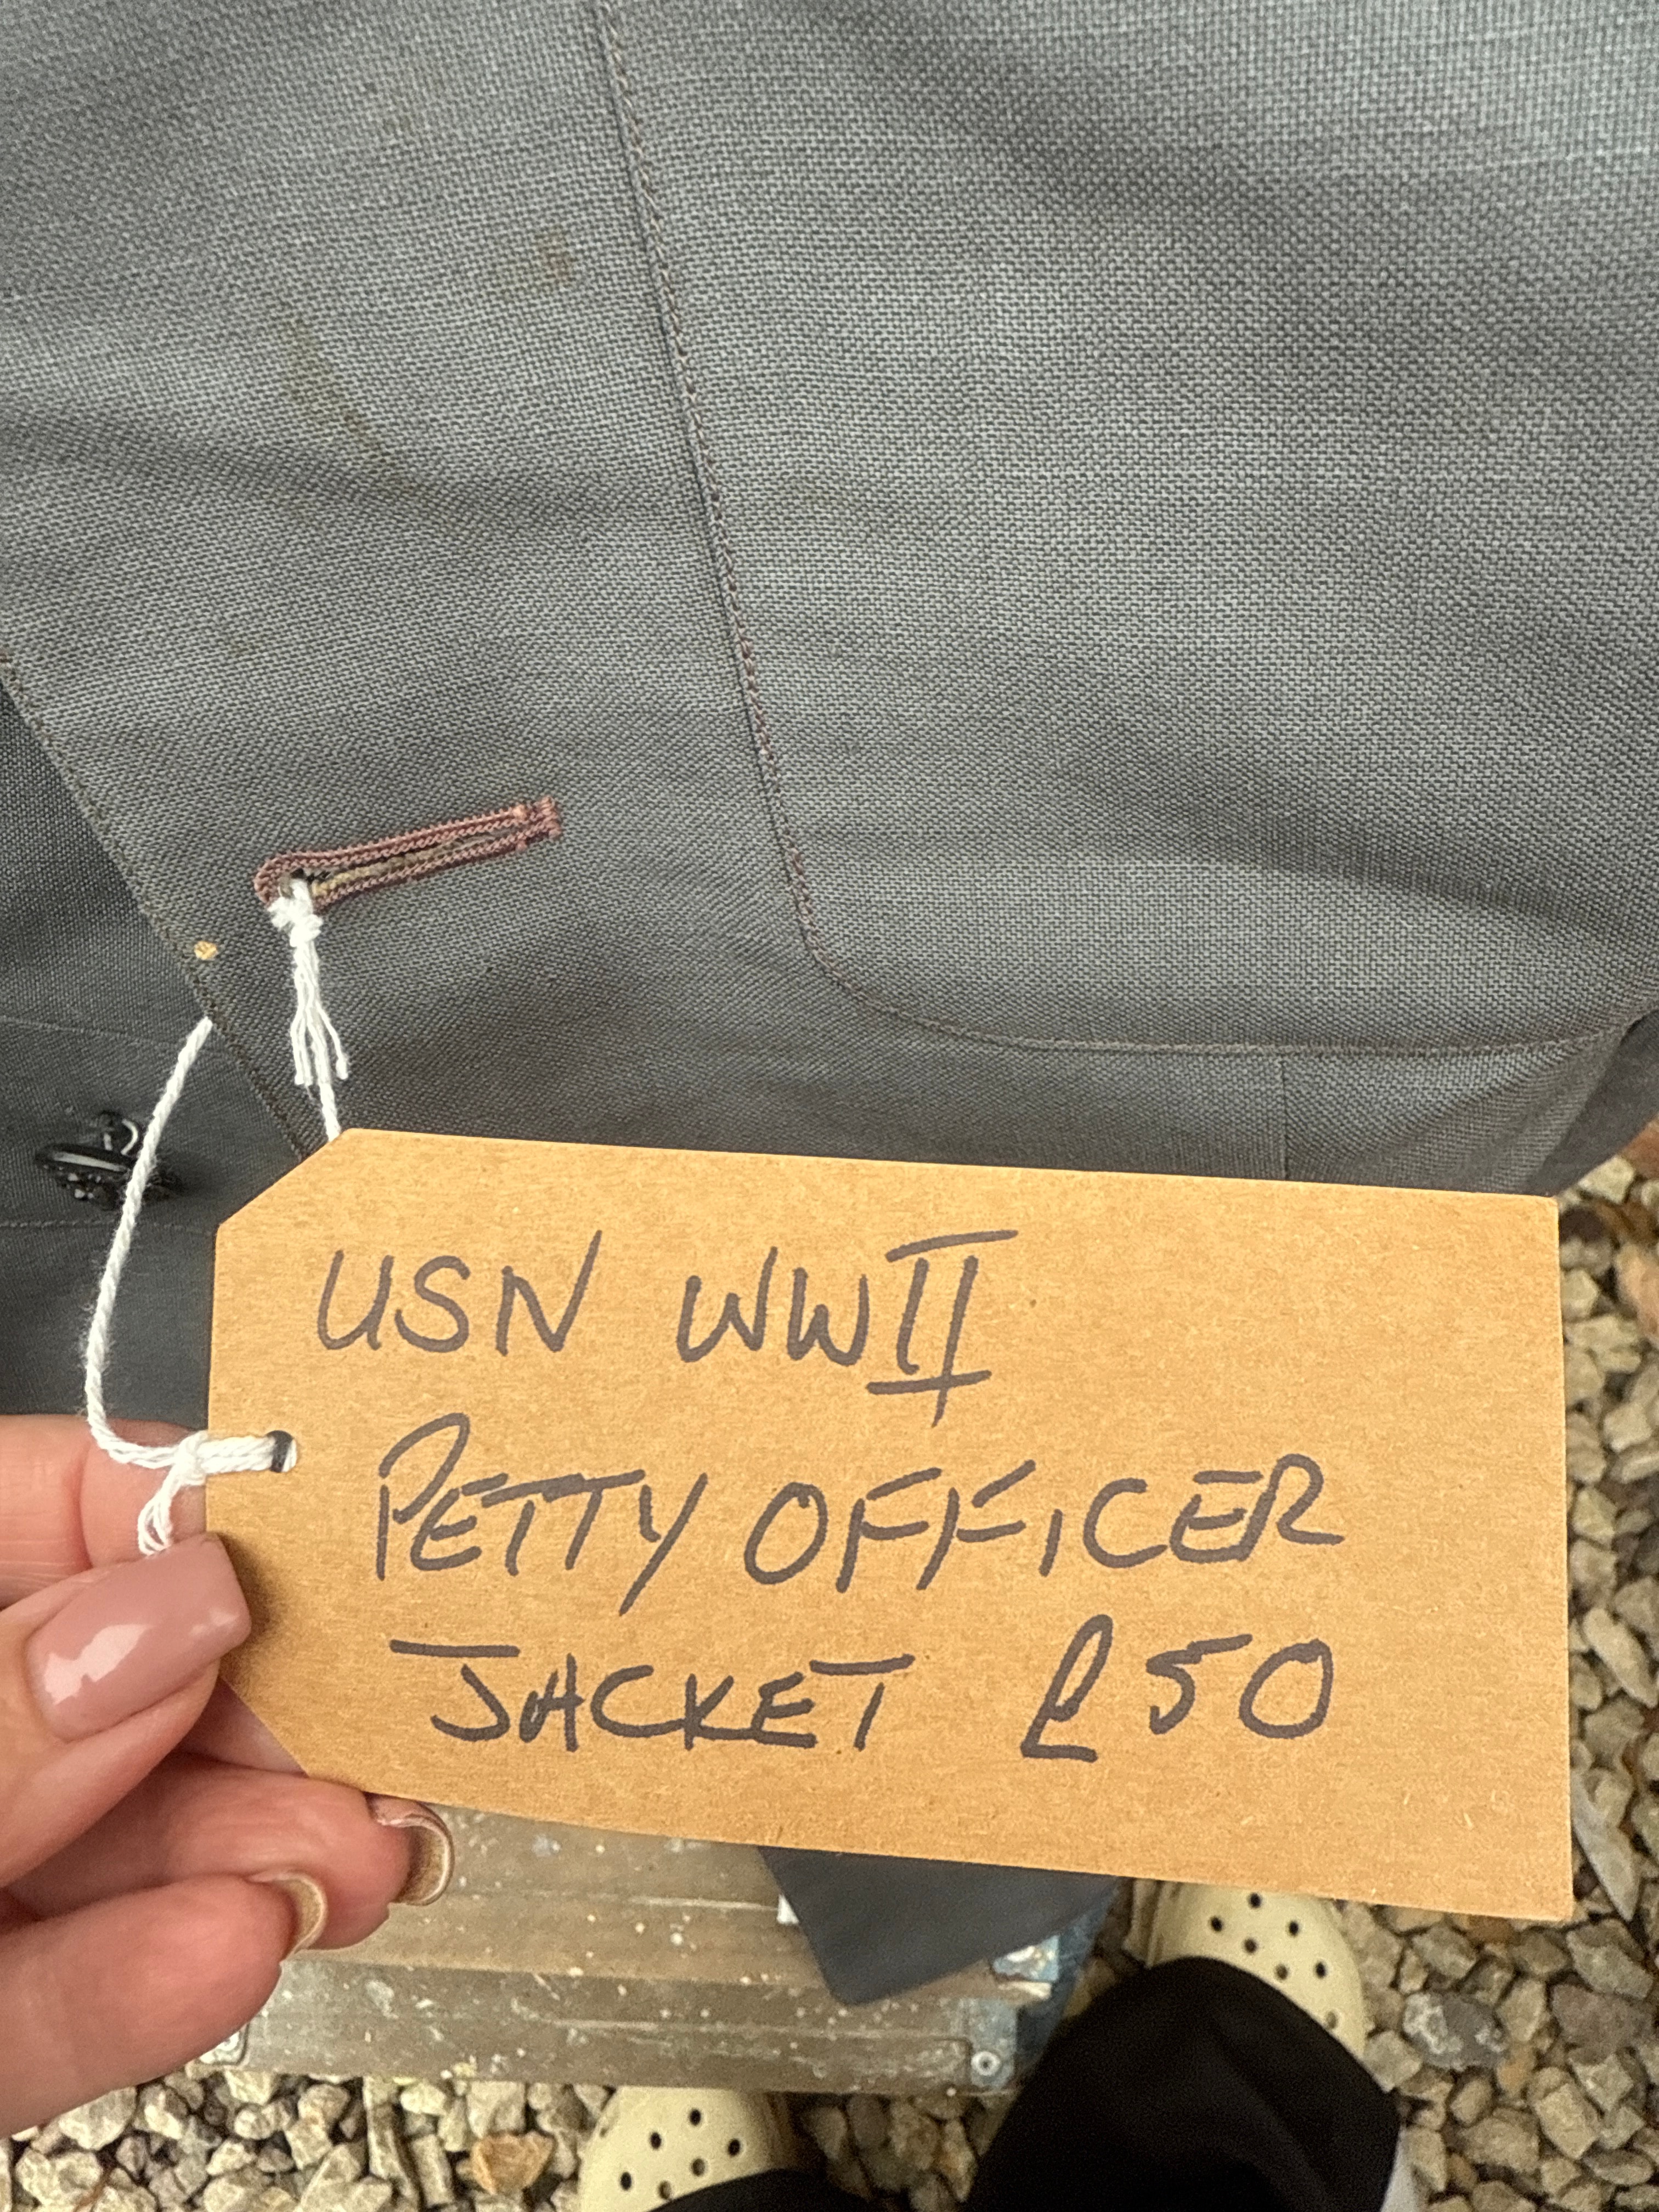 USN WWII
PETTY OFFICER
JACKET £50